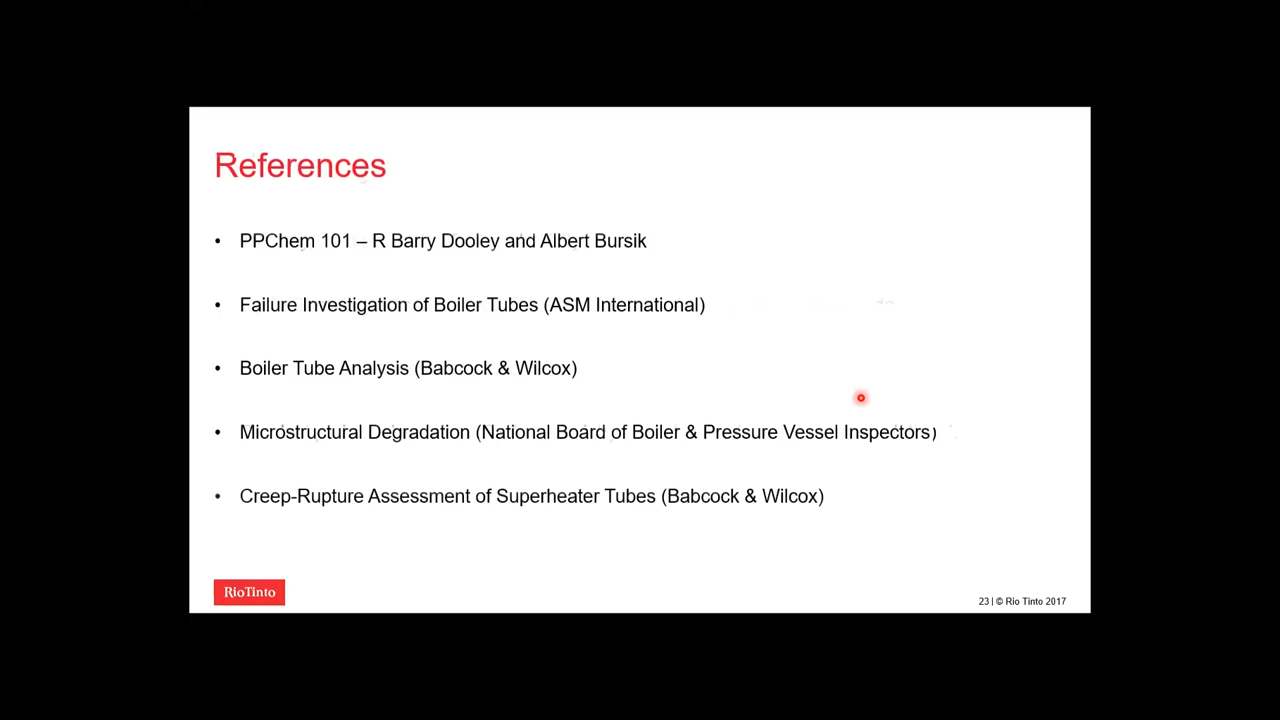 References
• PPChem 101 – R Barry Dooley and Albert Bursik
• Failure Investigation of Boiler Tubes (ASM International)
• Boiler Tube Analysis (Babcock & Wilcox)
• Microstructural Degradation (National Board of Boiler & Pressure Vessel Inspectors)
• Creep-Rupture Assessment of Superheater Tubes (Babcock & Wilcox)
RioTinto
23 | © Rio Tinto 2017